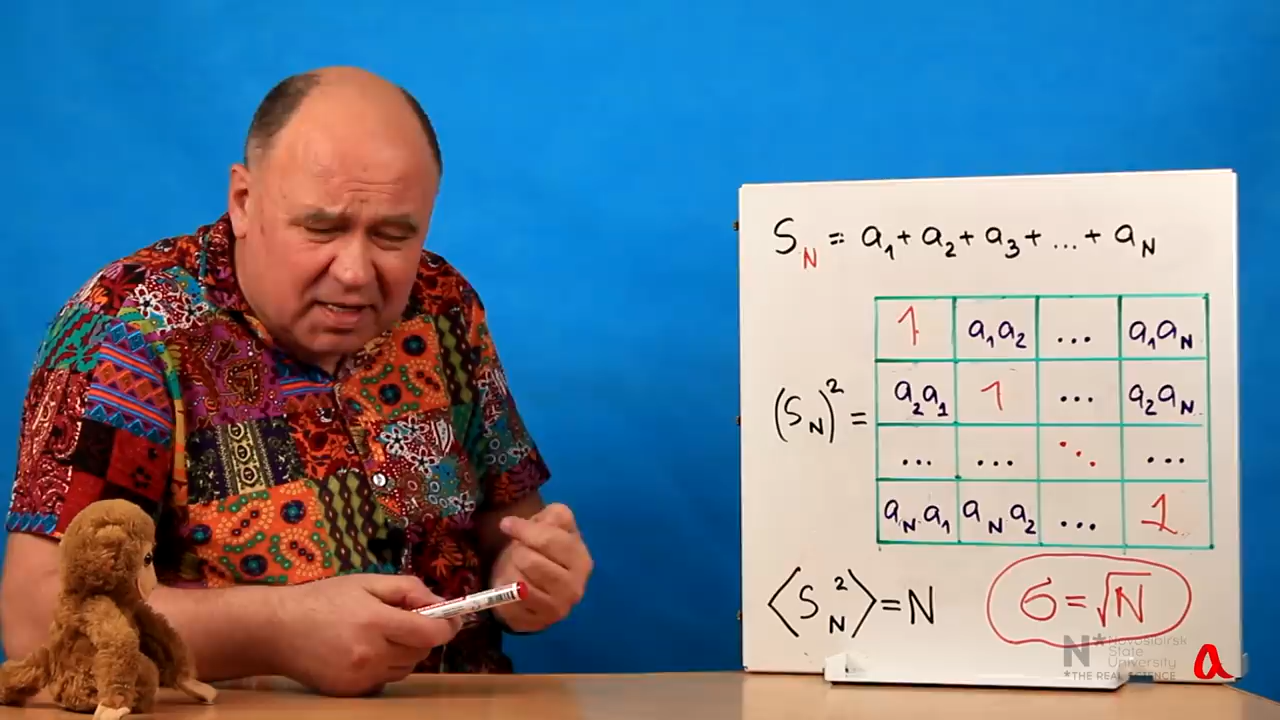 S_N = a_1 + a_2 + a_3 + ... + a_N
1 a_1a_2 ... a_1a_N
(S_N)^2 = a_2a_1 1 ... a_2a_N
... ... ⋱ ...
a_Na_1 a_Na_2 ... 1
⟨S_N^2⟩ = N σ = √N
N* Novosibirsk
State
University
*THE REAL SCIENCE
a